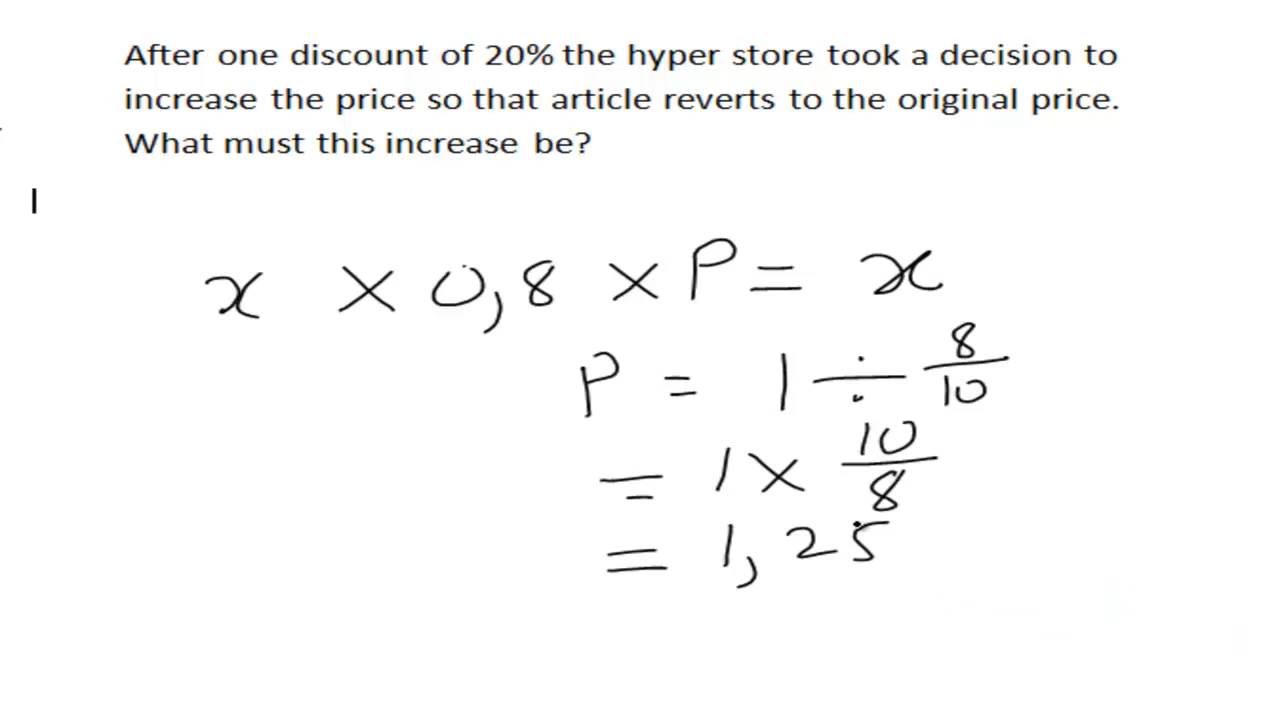 After one discount of 20% the hyper store took a decision to
increase the price so that article reverts to the original price.
What must this increase be?
x × 0,8 × P = x
P = 1 ÷ 8/10
= 1 × 10/8
= 1,25